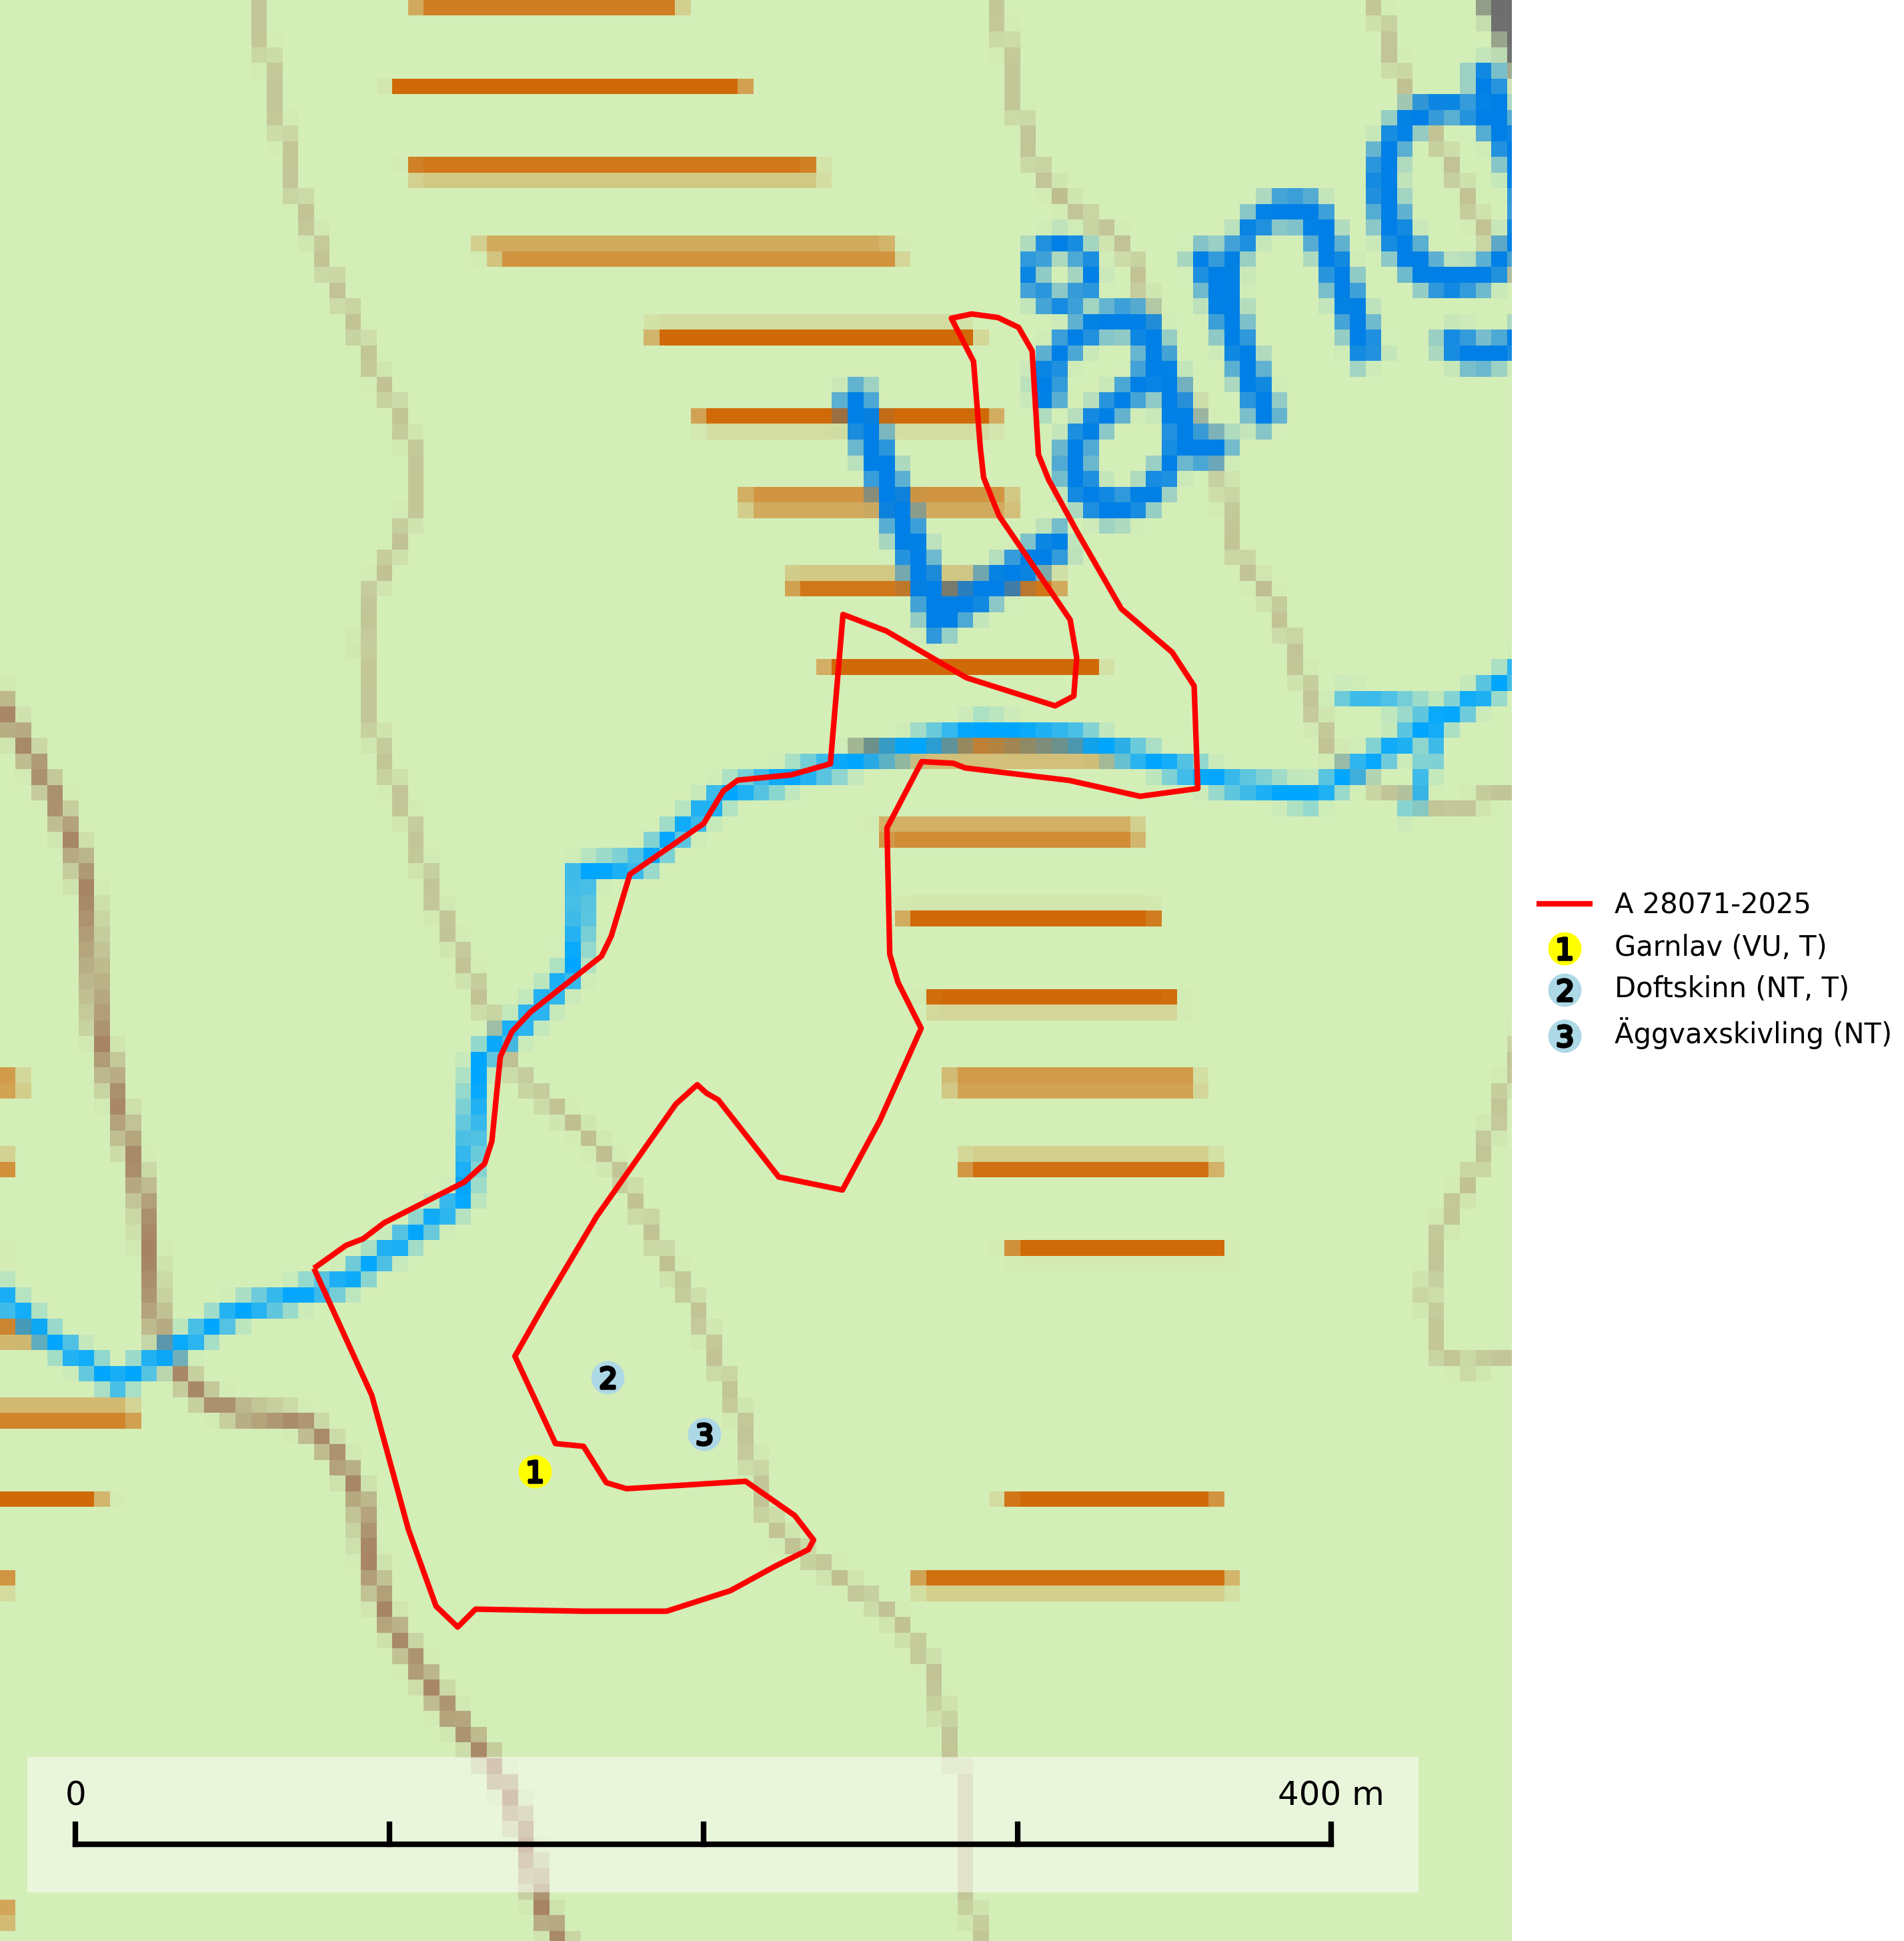 A 28071-2025
1 Garnlav (VU, T)
2 Doftskinn (NT, T)
3 Äggvaxskivling (NT)
2
3
1
0 400 m